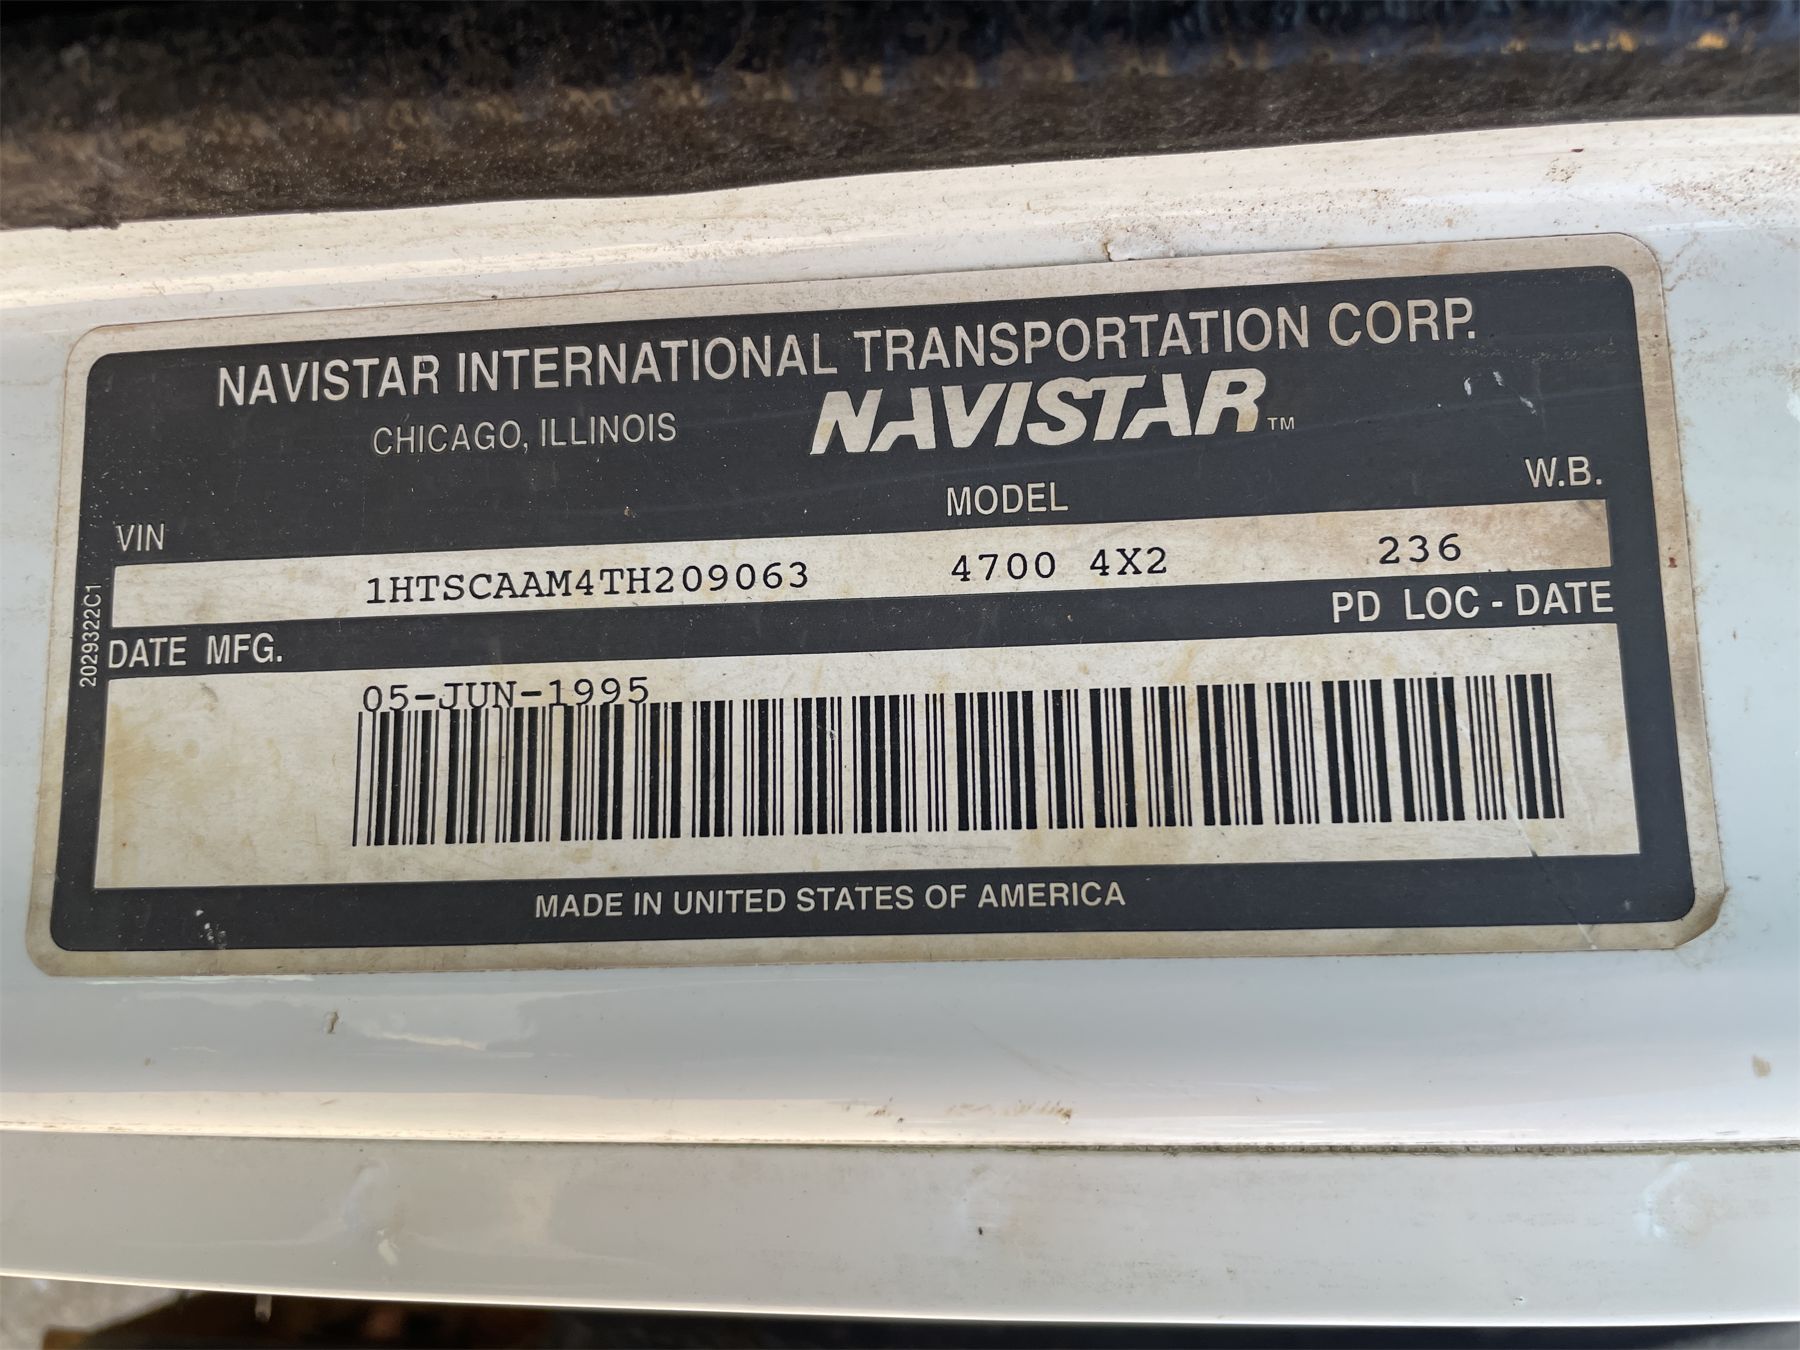 NAVISTAR INTERNATIONAL TRANSPORTATION CORP.
CHICAGO, ILLINOIS
NAVISTAR™
VIN MODEL W.B.
1HTSCAAM4TH209063 4700 4X2 236
DATE MFG. PD LOC - DATE
05-JUN-1995
2029322C1
MADE IN UNITED STATES OF AMERICA